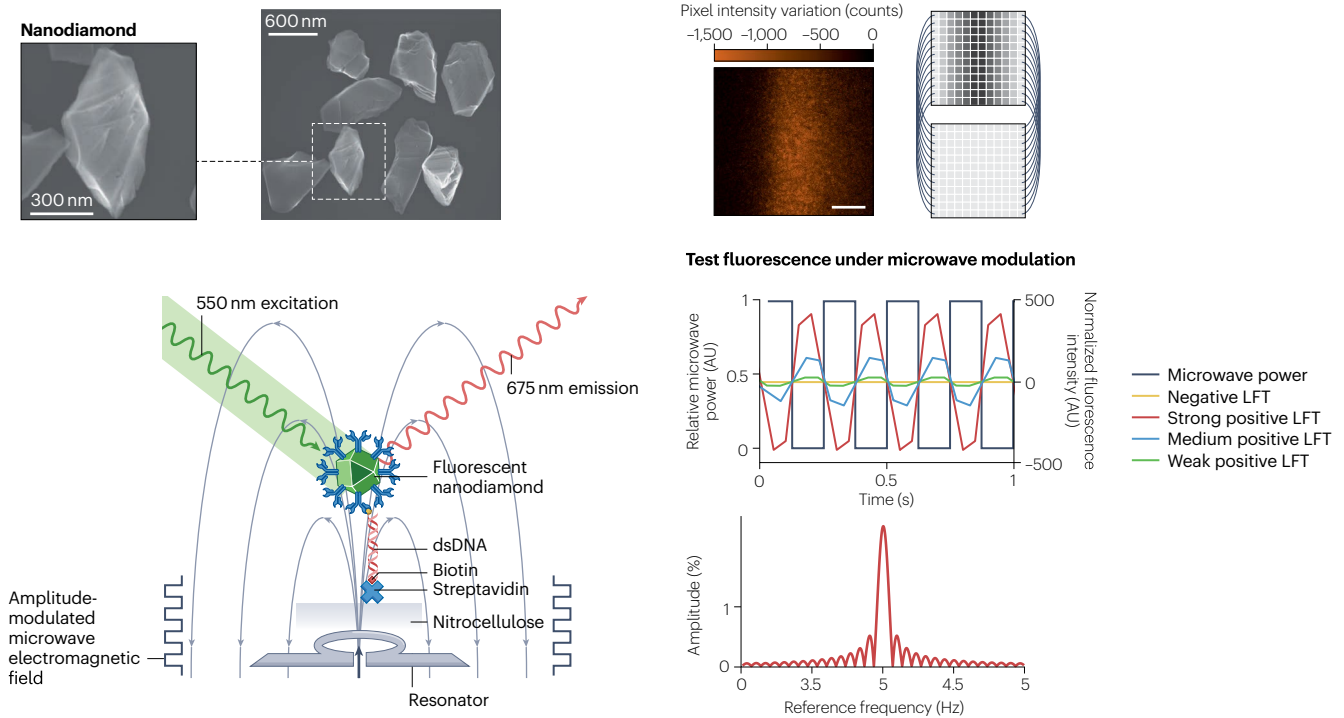 Nanodiamond
300 nm
600 nm
Pixel intensity variation (counts)
–1,500 –1,000 –500 0
550 nm excitation
675 nm emission
Fluorescent
nanodiamond
dsDNA
Biotin
Streptavidin
Nitrocellulose
Amplitude-
modulated
microwave
electromagnetic
field
Resonator
Test fluorescence under microwave modulation
Relative microwave
power (AU)
1
0.5
0
500
0
–500
Normalized fluorescence
intensity (AU)
0 0.5 1
Time (s)
Microwave power
Negative LFT
Strong positive LFT
Medium positive LFT
Weak positive LFT
Amplitude (%)
1
0
0 3.5 5 4.5 5
Reference frequency (Hz)